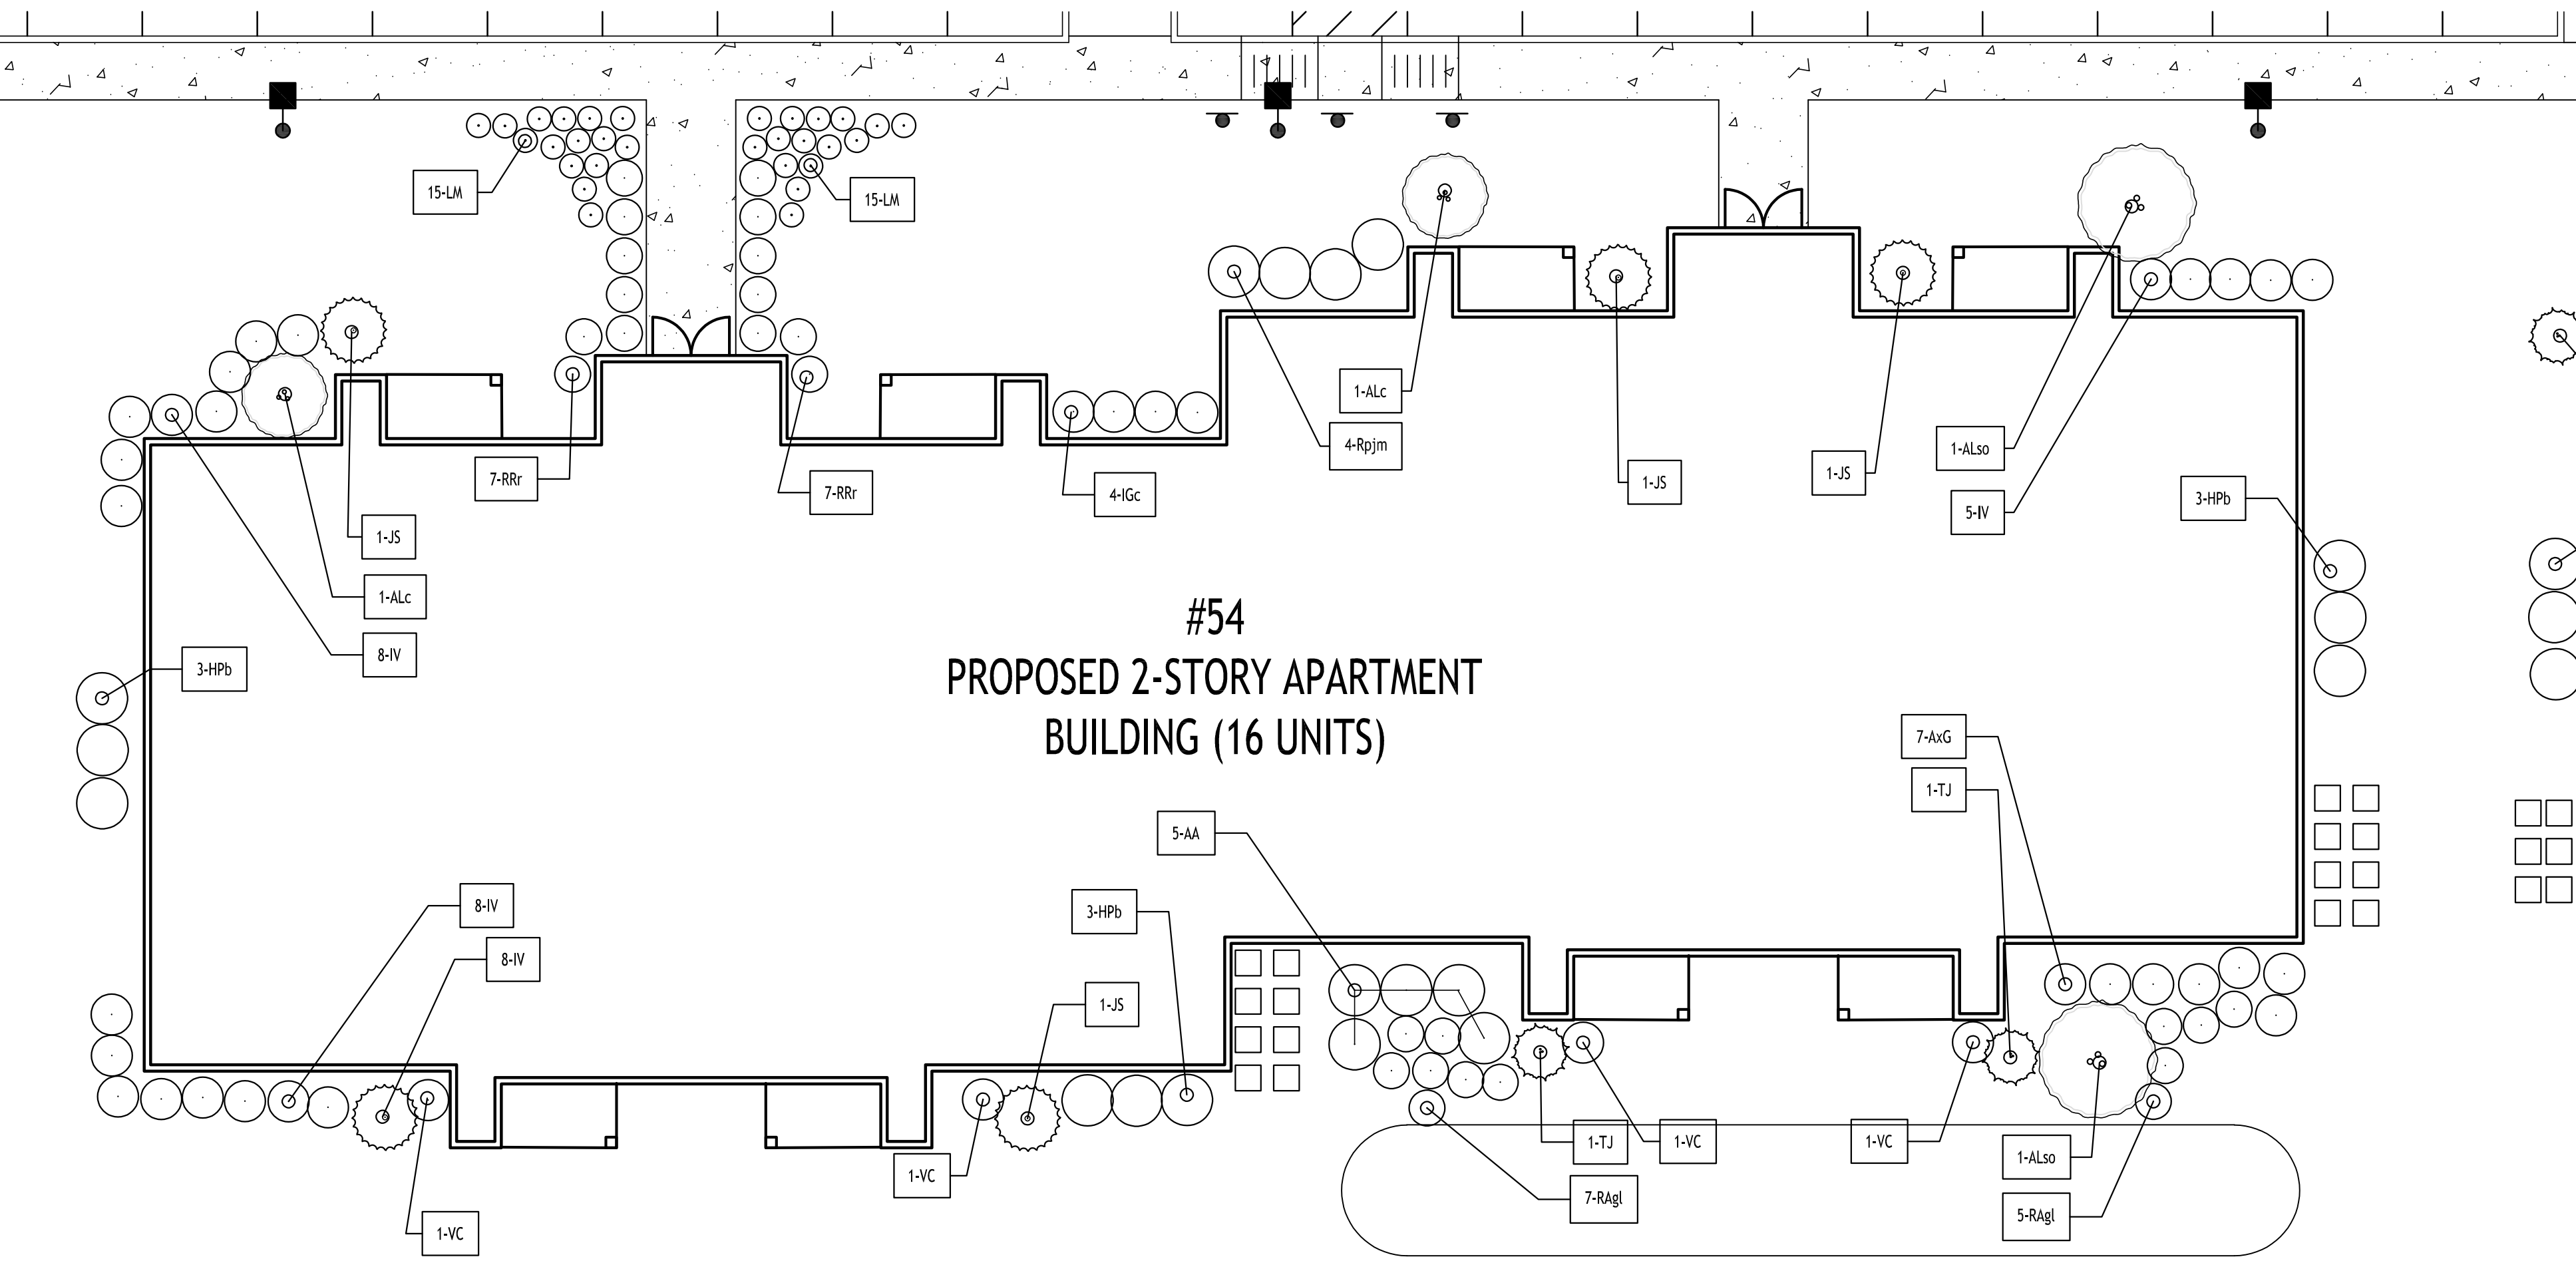 15-LM
15-LM
1-ALc
4-Rpjm
1-JS
1-JS
1-ALso
5-IV
3-HPb
7-RRr
7-RRr
4-IGc
1-JS
1-ALc
8-IV
3-HPb
#54
PROPOSED 2-STORY APARTMENT
BUILDING (16 UNITS)
7-AxG
1-TJ
5-AA
8-IV
3-HPb
8-IV
1-JS
1-TJ
1-VC
1-VC
1-ALso
1-VC
7-RAgl
5-RAgl
1-VC